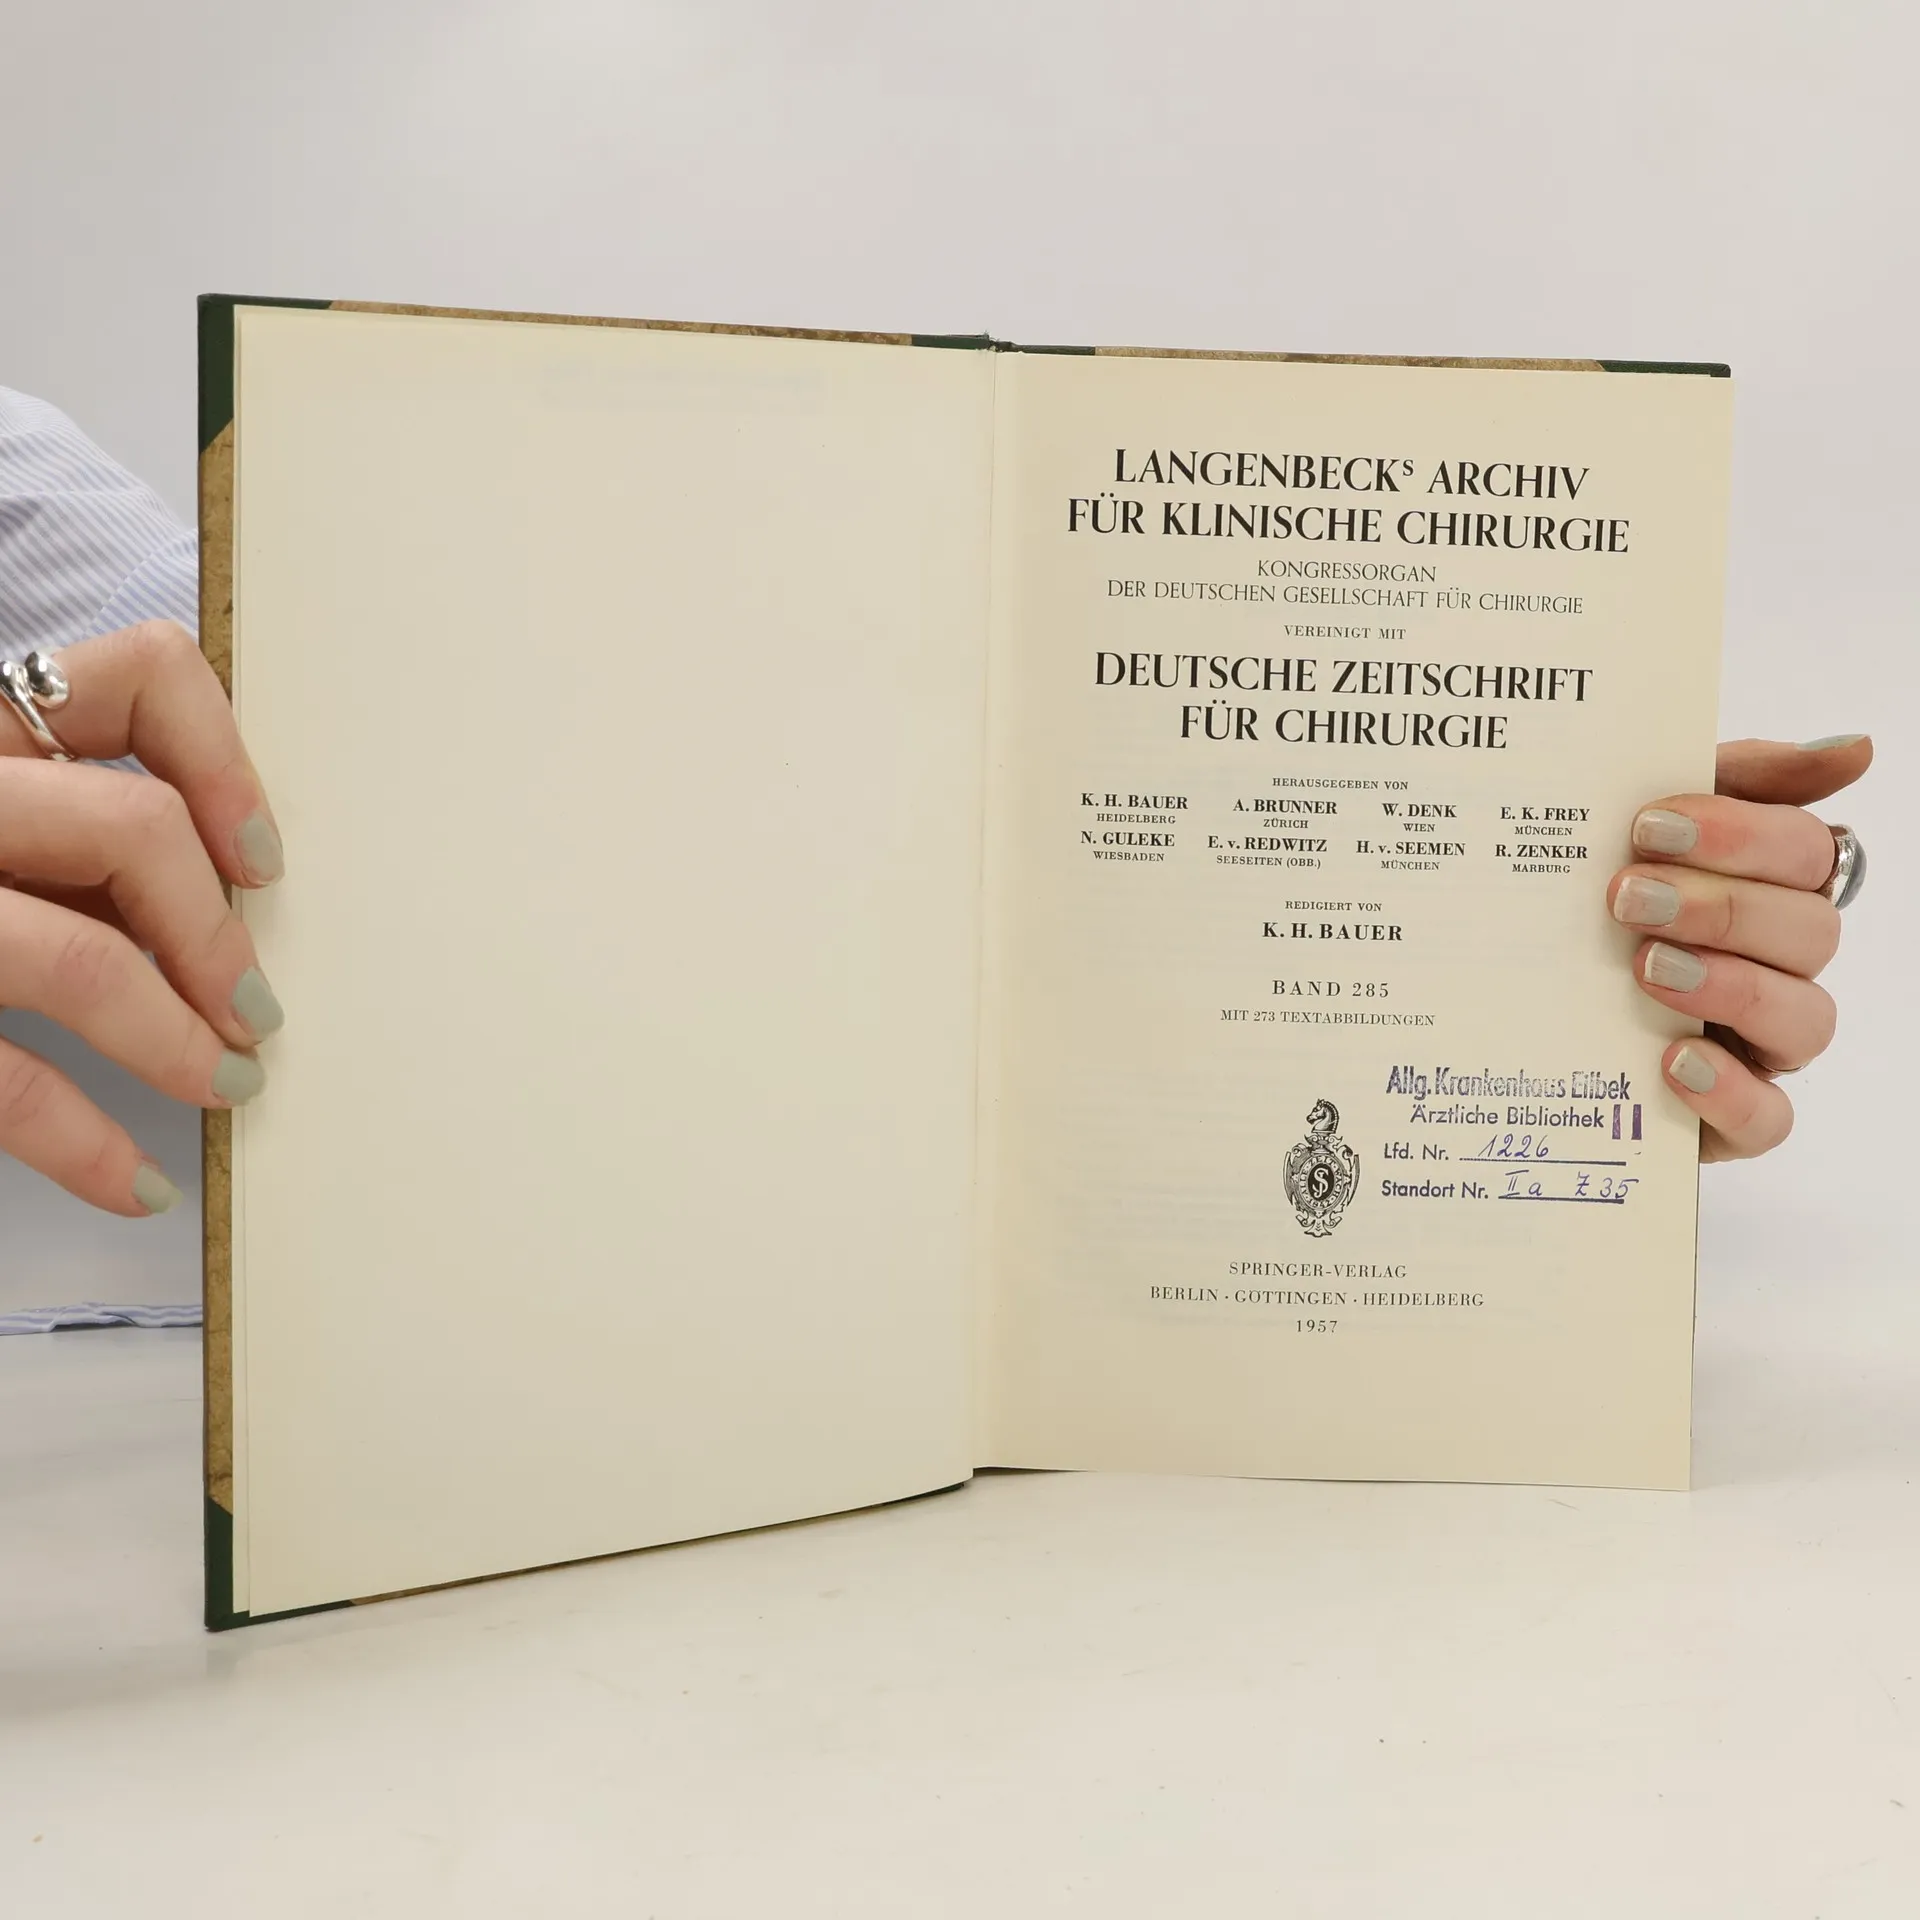 LANGENBECKˢ ARCHIV
FÜR KLINISCHE CHIRURGIE
KONGRESSORGAN
DER DEUTSCHEN GESELLSCHAFT FÜR CHIRURGIE
VEREINIGT MIT
DEUTSCHE ZEITSCHRIFT
FÜR CHIRURGIE
HERAUSGEGEBEN VON
K. H. BAUER A. BRUNNER W. DENK E. K. FREY
HEIDELBERG ZÜRICH WIEN MÜNCHEN
N. GULEKE E. v. REDWITZ H. v. SEEMEN R. ZENKER
WIESBADEN SEESEITEN (OBB.) MÜNCHEN MARBURG
REDIGIERT VON
K. H. BAUER
BAND 285
MIT 273 TEXTABBILDUNGEN
Allg. Krankenhaus Eilbek
Ärztliche Bibliothek
Lfd. Nr. 1226
Standort Nr. II a Z 35
SPRINGER-VERLAG
BERLIN · GÖTTINGEN · HEIDELBERG
1957